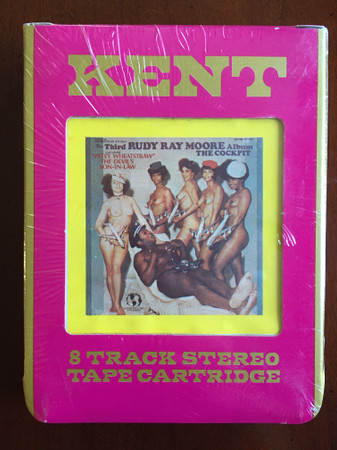 KENT
The Third RUDY RAY MOORE Album
THE COCKPIT
"PETEY WHEATSTRAW"
THE DEVIL'S
SON-IN-LAW
8 TRACK STEREO
TAPE CARTRIDGE